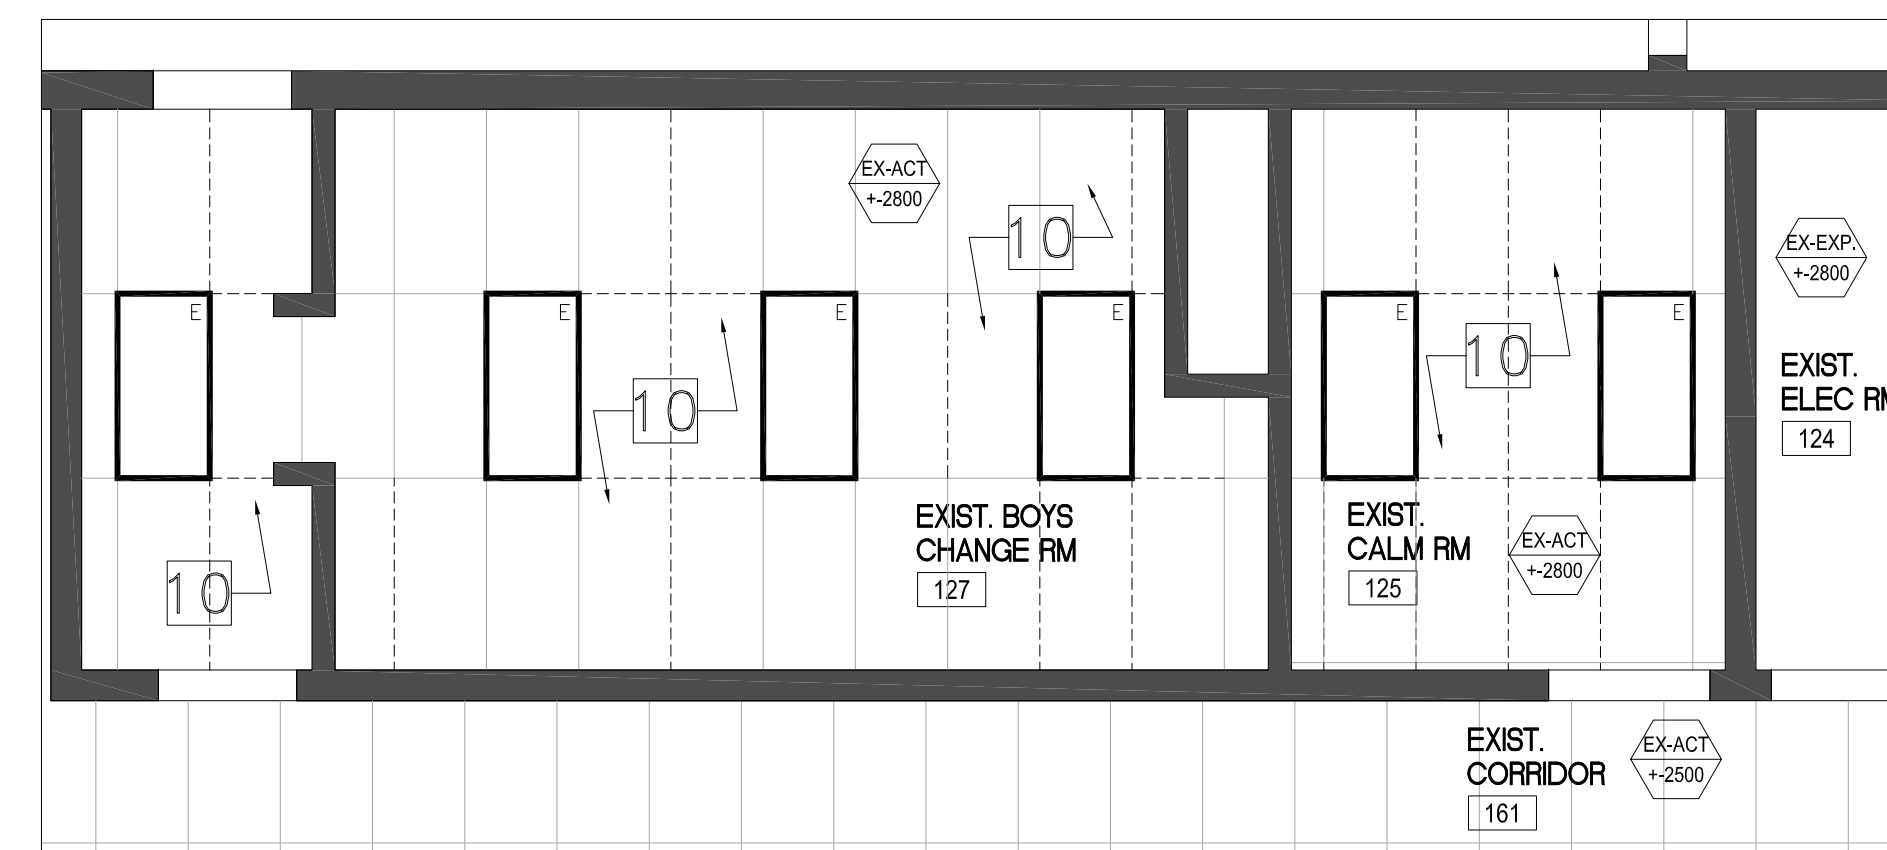 EX-ACT
+-2800
10
EX-EXP.
+-2800
E
E
E
E
E
E
10
10
EXIST.
ELEC RM
124
EXIST. BOYS
CHANGE RM
127
EXIST.
CALM RM
125
EX-ACT
+-2800
10
EXIST.
CORRIDOR
161
EX-ACT
+-2500